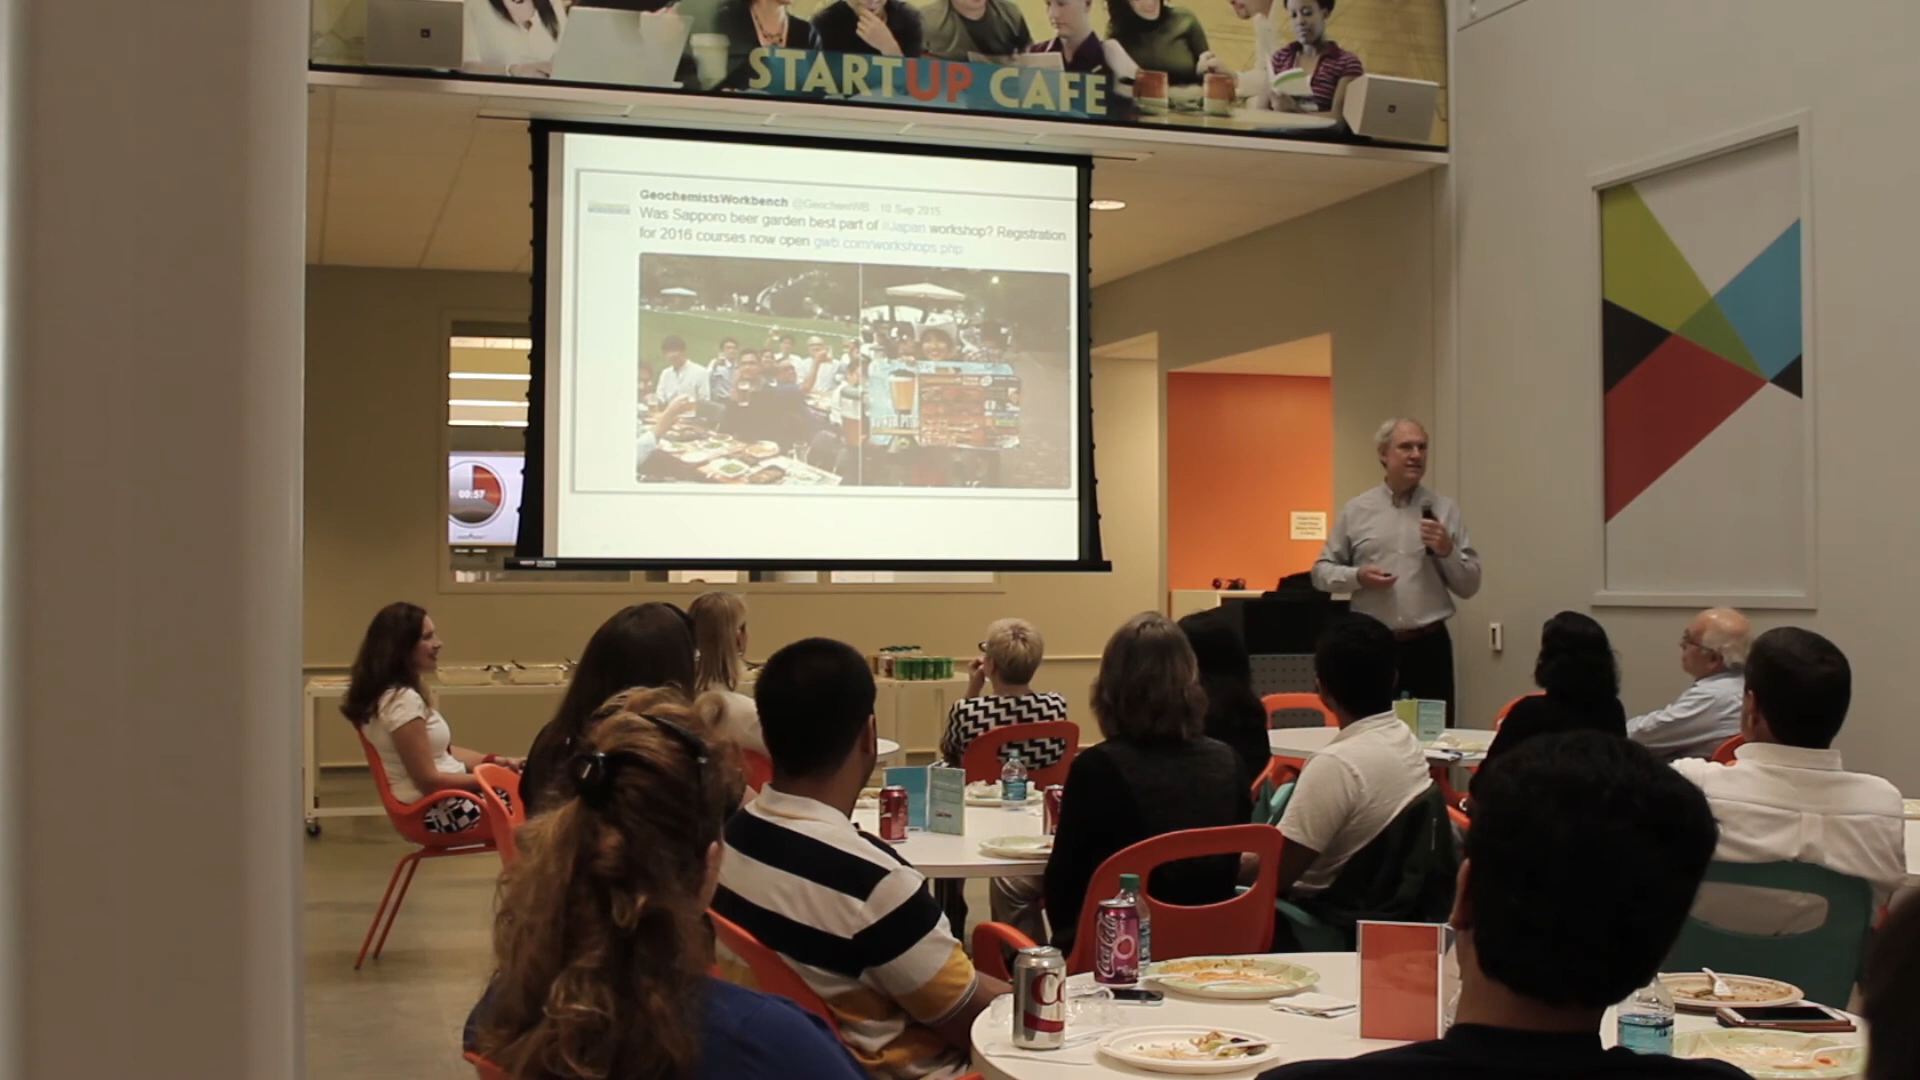 STARTUP CAFÉ
GeochemistsWorkbench @GeochemWB · 10 Sep 2015
Was Sapporo beer garden best part of #Japan workshop? Registration
for 2016 courses now open gwb.com/workshops.php
00:57
Coca-Cola
C